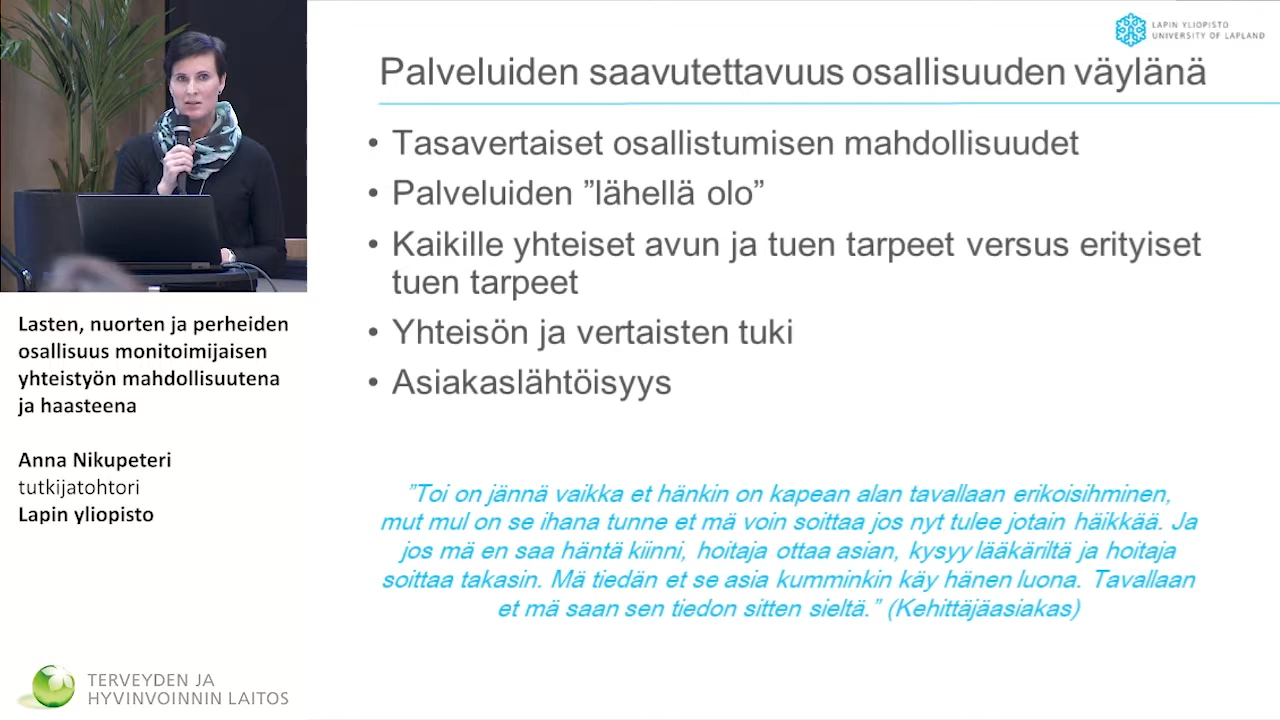 LAPIN YLIOPISTO
UNIVERSITY OF LAPLAND
Palveluiden saavutettavuus osallisuuden väylänä
• Tasavertaiset osallistumisen mahdollisuudet
• Palveluiden ”lähellä olo”
• Kaikille yhteiset avun ja tuen tarpeet versus erityiset
tuen tarpeet
• Yhteisön ja vertaisten tuki
• Asiakaslähtöisyys
”Toi on jännä vaikka et hänkin on kapean alan tavallaan erikoisihminen,
mut mul on se ihana tunne et mä voin soittaa jos nyt tulee jotain häikkää. Ja
jos mä en saa häntä kiinni, hoitaja ottaa asian, kysyy lääkäriltä ja hoitaja
soittaa takasin. Mä tiedän et se asia kumminkin käy hänen luona. Tavallaan
et mä saan sen tiedon sitten sieltä.” (Kehittäjäasiakas)
Lasten, nuorten ja perheiden
osallisuus monitoimijaisen
yhteistyön mahdollisuutena
ja haasteena
Anna Nikupeteri
tutkijatohtori
Lapin yliopisto
TERVEYDEN JA
HYVINVOINNIN LAITOS